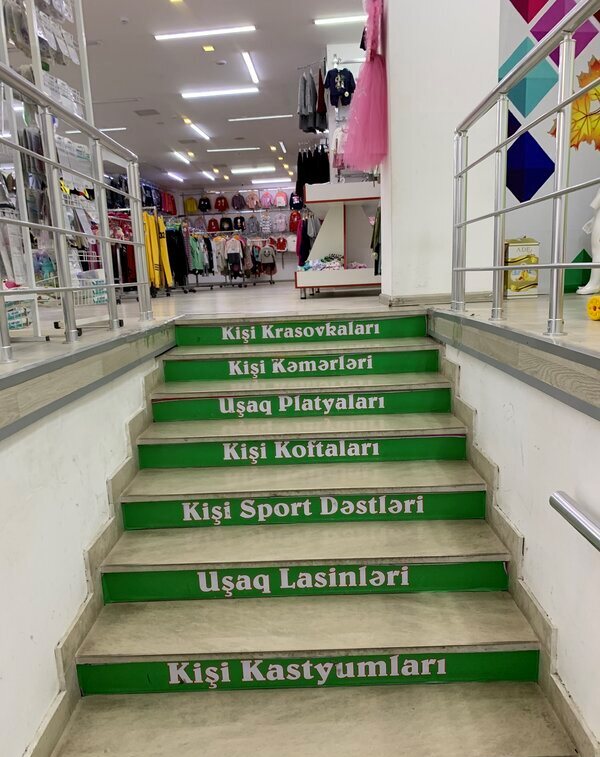 Kişi Krasovkaları
Kişi Kəmərləri
Uşaq Platyaları
Kişi Koftaları
Kişi Sport Dəstləri
Uşaq Lasinləri
Kişi Kastyumları